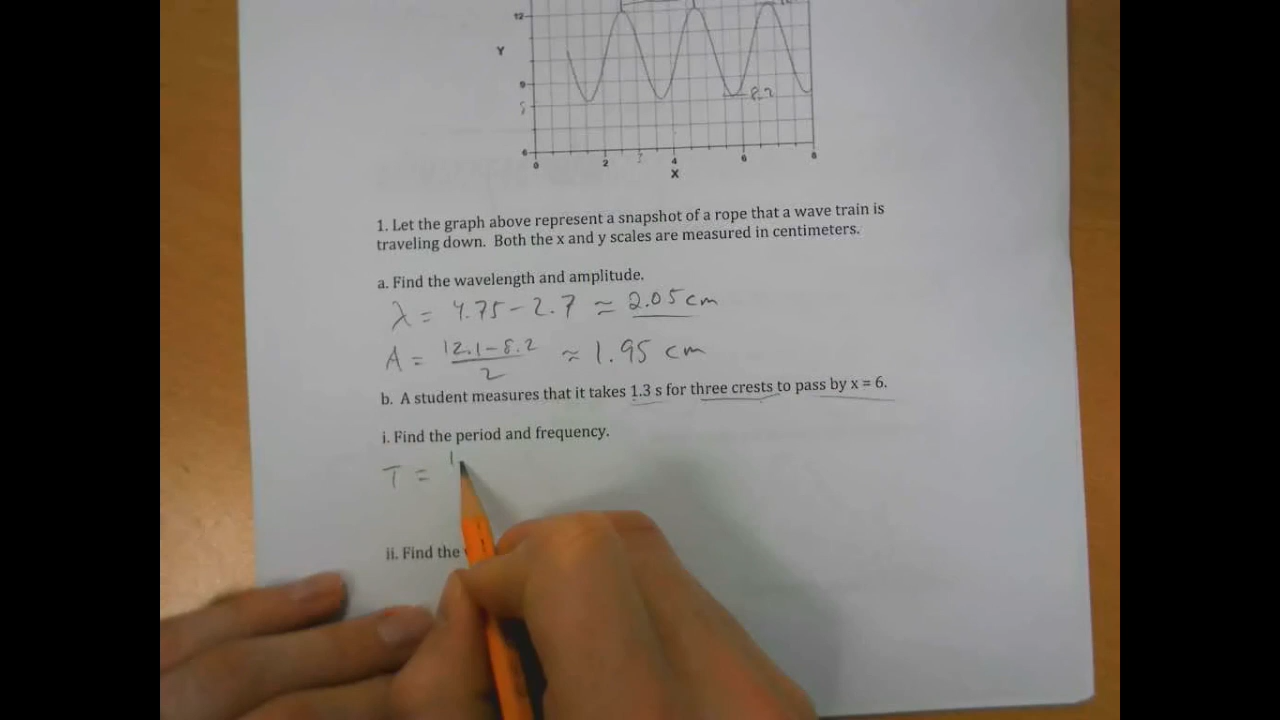 12
Y
9
8
8.2
6
0 2 3 4 6 8
X
1. Let the graph above represent a snapshot of a rope that a wave train is
traveling down. Both the x and y scales are measured in centimeters.
a. Find the wavelength and amplitude.
λ = 4.75 - 2.7 ≈ 2.05 cm
A = 12.1-8.2 / 2 ≈ 1.95 cm
b. A student measures that it takes 1.3 s for three crests to pass by x = 6.
i. Find the period and frequency.
T = 1
ii. Find the